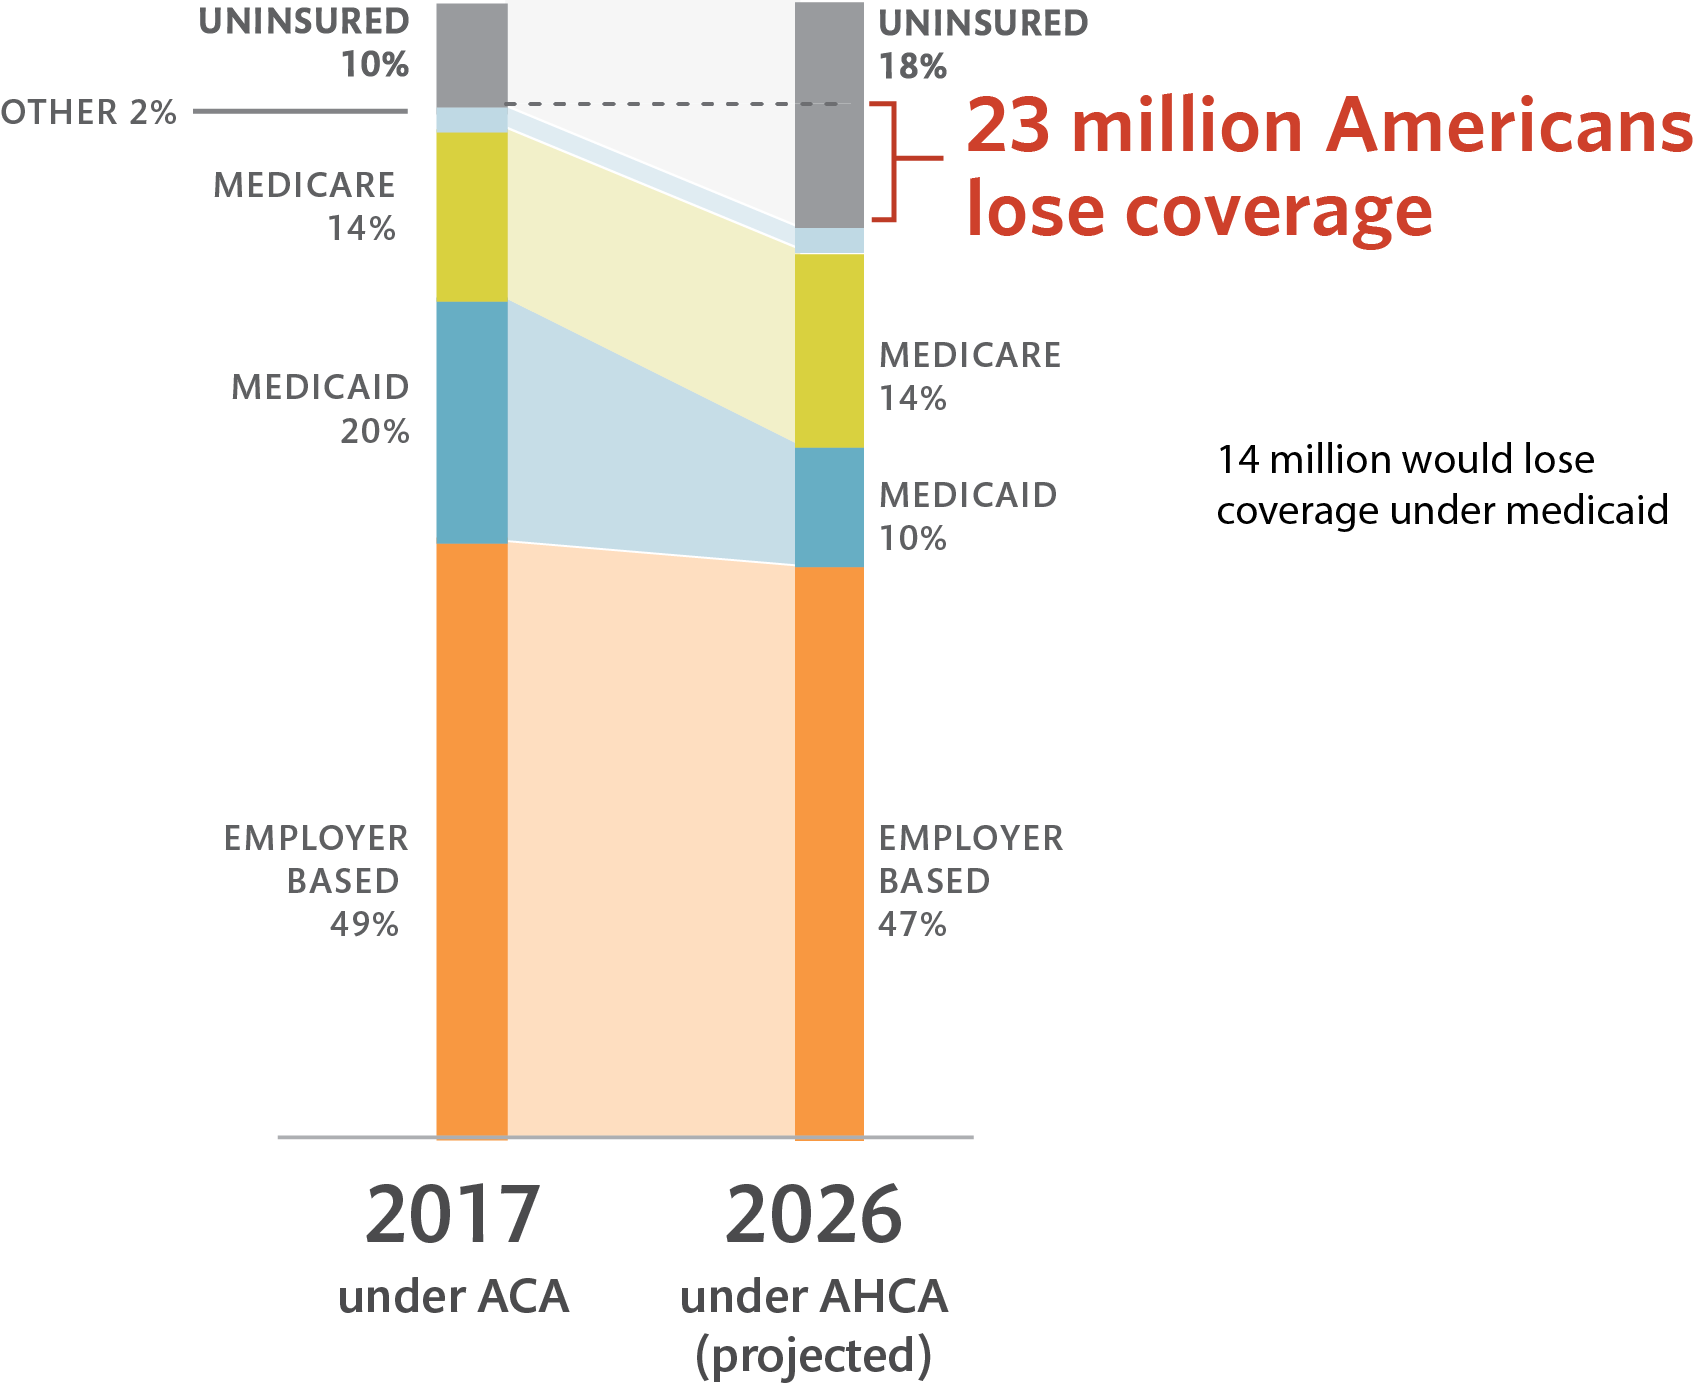 UNINSURED
10%
OTHER 2%
MEDICARE
14%
MEDICAID
20%
EMPLOYER
BASED
49%
UNINSURED
18%
23 million Americans
lose coverage
MEDICARE
14%
MEDICAID
10%
14 million would lose
coverage under medicaid
EMPLOYER
BASED
47%
2017
under ACA
2026
under AHCA
(projected)